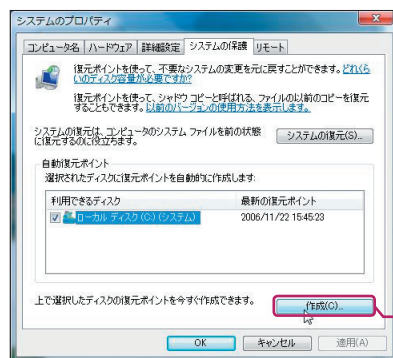 システムのプロパティ
コンピュータ名 ハードウェア 詳細設定 システムの保護 リモート
復元ポイントを使って、不要なシステムの変更を元に戻すことができます。どれくら
いのディスク容量が必要ですか?
復元ポイントを使って、シャドウ コピーと呼ばれる、ファイルの以前のコピーを復元
することもできます。以前のバージョンの使用方法を表示します。
システムの復元は、コンピュータのシステム ファイルを前の状態
に復元するのに役立ちます。
システムの復元(S)...
自動復元ポイント
選択されたディスクに復元ポイントを自動的に作成します:
利用できるディスク 最新の復元ポイント
ローカル ディスク (C:) (システム) 2006/11/22 15:45:23
上で選択したディスクの復元ポイントを今すぐ作成できます。
作成(C)...
OK キャンセル 適用(A)